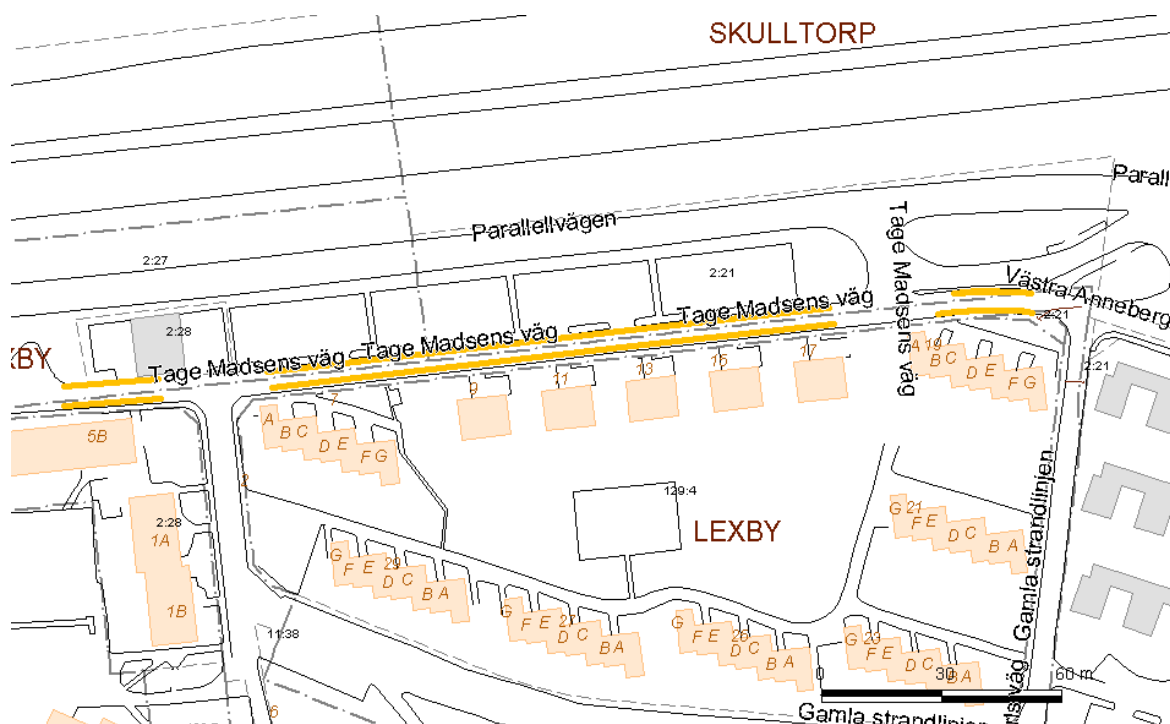 SKULLTORP
Parall
Parallellvägen
Tage Madsens väg
2:27
2:21
Västra Anneberg
2:28
Tage Madsens väg
2:21
XBY
Tage Madsens väg
Tage Madsens väg
A 19
B C
D E
F G
2:21
17
15
13
11
9
7
A
B C
D E
F G
5B
2
129:4
LEXBY
Gamla strandlinjen
G 21
F E
D C
B A
2:28
1A
1B
G
F E 29
D C
B A
G
F E 27
D C
B A
G
F E 25
D C
B A
G 23
F E
D C
B A
11:38
6
0 30 60 m
Gamla strandlinjen